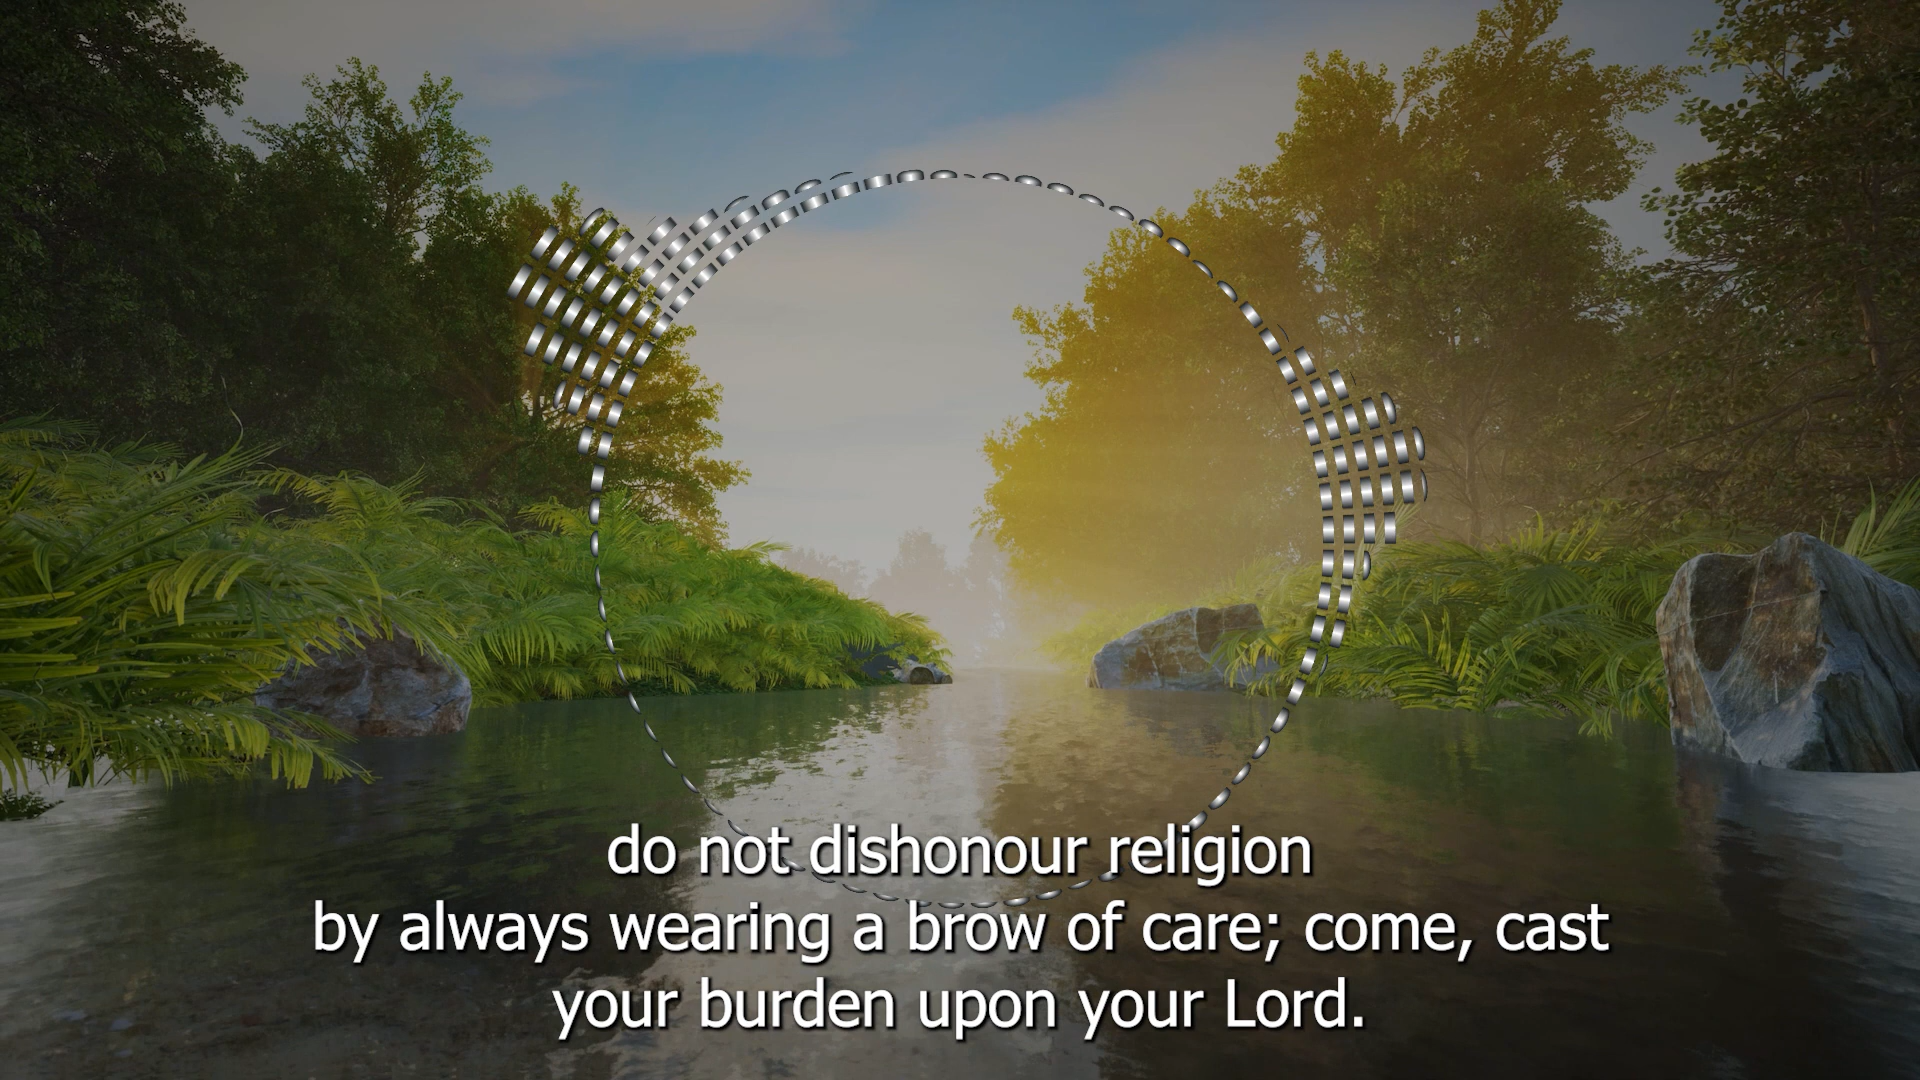 do not dishonour religion
by always wearing a brow of care; come, cast
your burden upon your Lord.